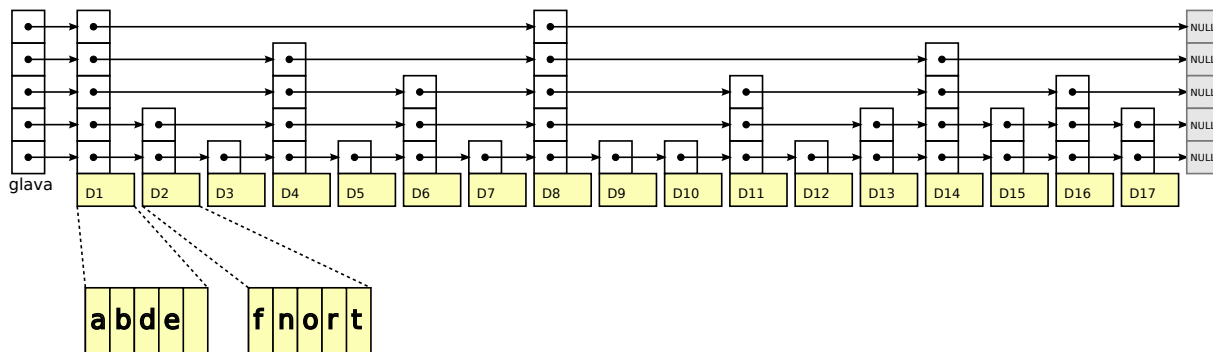 NULL
NULL
NULL
NULL
NULL
glava
D1 D2 D3 D4 D5 D6 D7 D8 D9 D10 D11 D12 D13 D14 D15 D16 D17
a b d e f n o r t